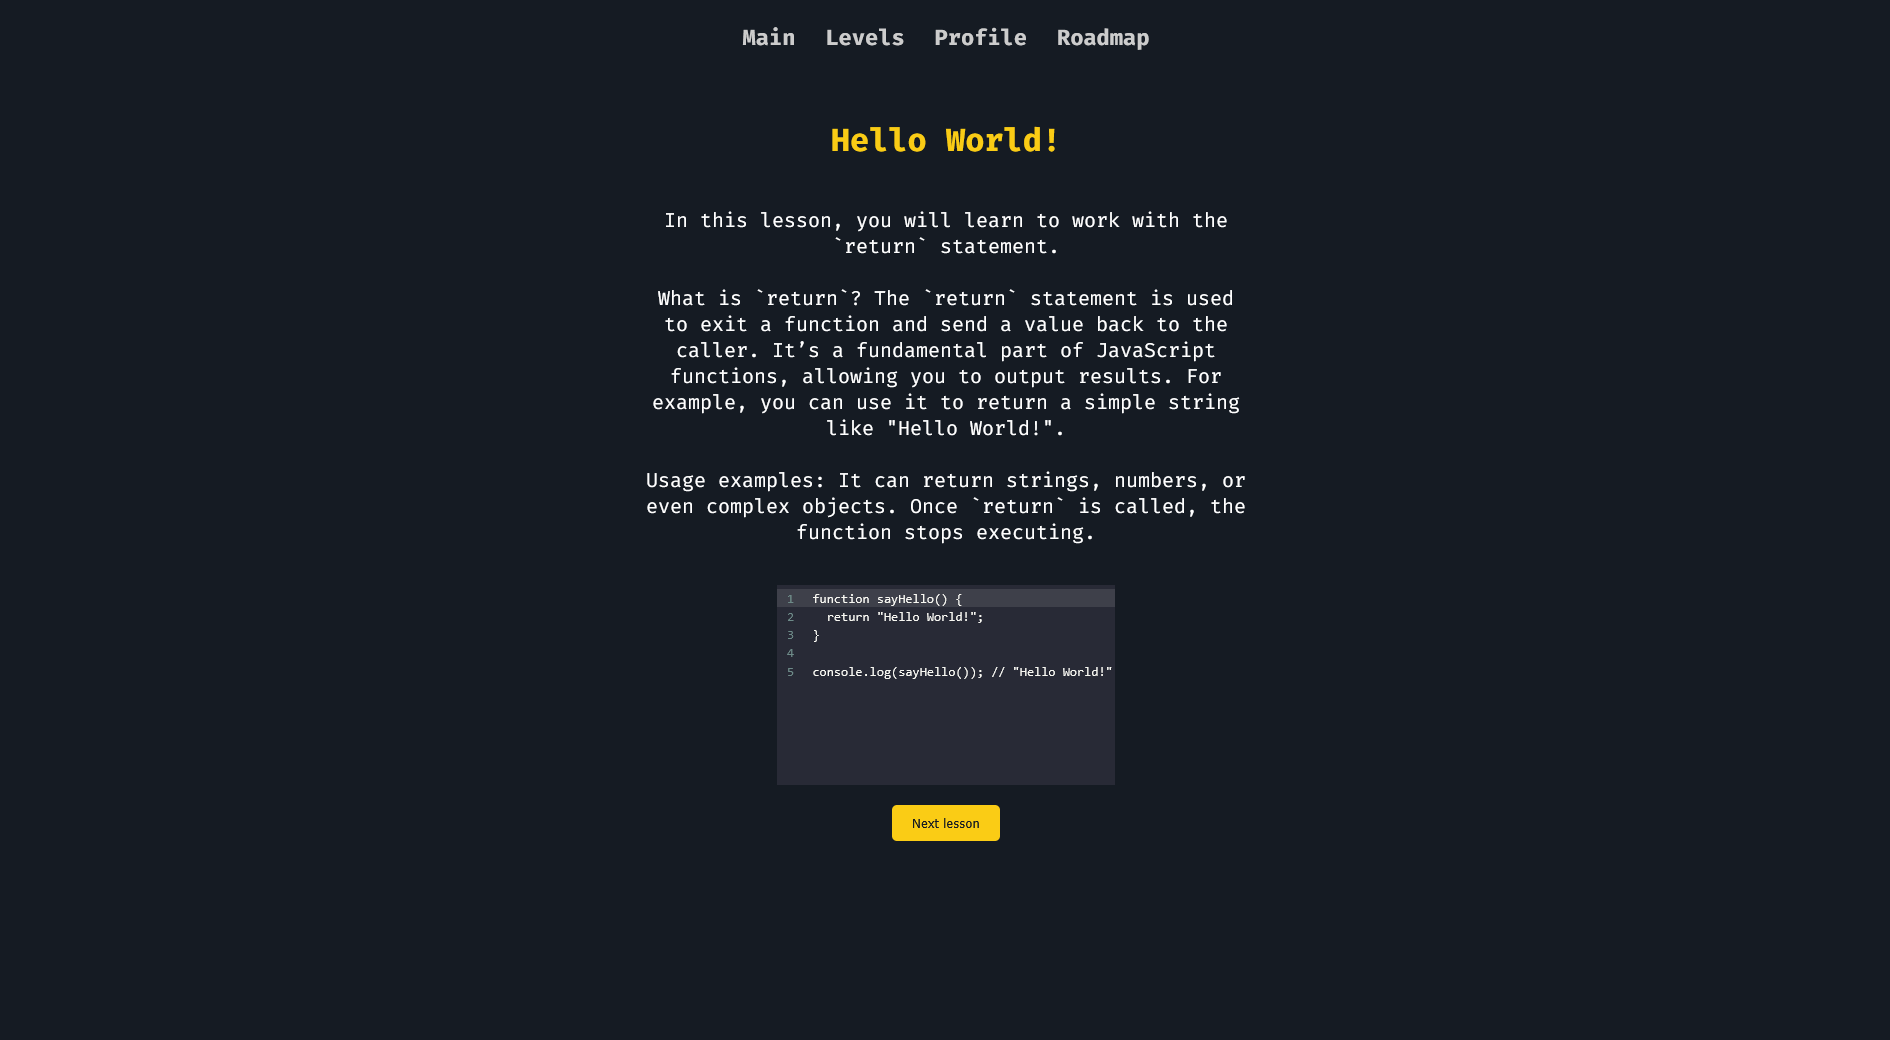 Main Levels Profile Roadmap
Hello World!
In this lesson, you will learn to work with the
`return` statement.
What is `return`? The `return` statement is used
to exit a function and send a value back to the
caller. It’s a fundamental part of JavaScript
functions, allowing you to output results. For
example, you can use it to return a simple string
like "Hello World!".
Usage examples: It can return strings, numbers, or
even complex objects. Once `return` is called, the
function stops executing.
1 function sayHello() {
2   return "Hello World!";
3 }
4
5 console.log(sayHello()); // "Hello World!"
Next lesson